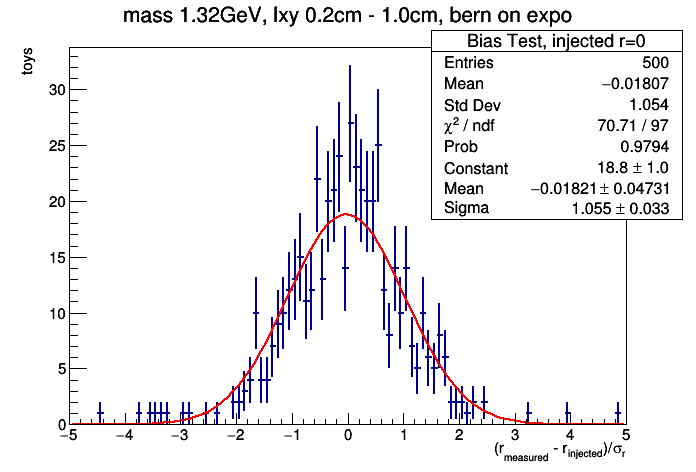 mass 1.32GeV, lxy 0.2cm - 1.0cm, bern on expo
Bias Test, injected r=0
Entries 500
Mean −0.01807
Std Dev 1.054
χ² / ndf 70.71 / 97
Prob 0.9794
Constant 18.8 ± 1.0
Mean −0.01821 ± 0.04731
Sigma 1.055 ± 0.033
toys
30
25
20
15
10
5
0
−5 −4 −3 −2 −1 0 1 2 3 4 5
(r_measured - r_injected)/σ_r